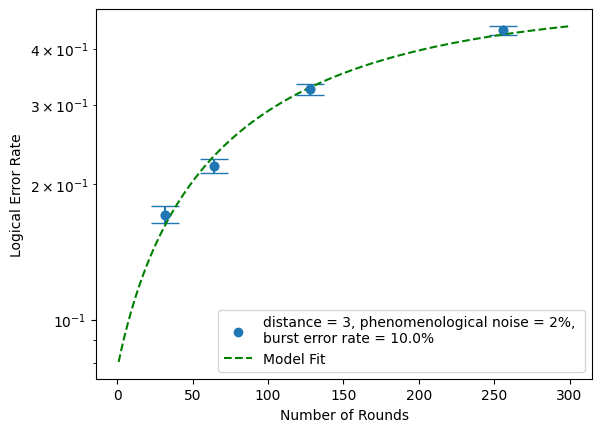 4 × 10⁻¹
3 × 10⁻¹
2 × 10⁻¹
10⁻¹
Logical Error Rate
distance = 3, phenomenological noise = 2%,
burst error rate = 10.0%
Model Fit
0 50 100 150 200 250 300
Number of Rounds